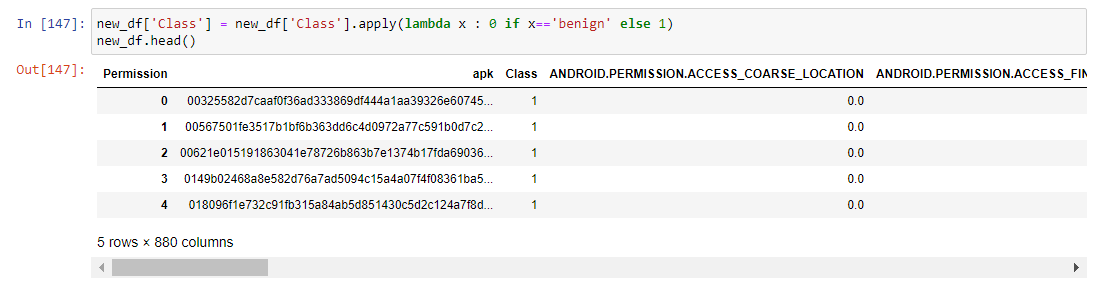 In [147]: new_df['Class'] = new_df['Class'].apply(lambda x : 0 if x=='benign' else 1)
new_df.head()
Out[147]:
Permission apk Class ANDROID.PERMISSION.ACCESS_COARSE_LOCATION ANDROID.PERMISSION.ACCESS_FIN
0 00325582d7caaf0f36ad333869df444a1aa39326e60745... 1 0.0
1 00567501fe3517b1bf6b363dd6c4d0972a77c591b0d7c2... 1 0.0
2 00621e015191863041e78726b863b7e1374b17fda69036... 1 0.0
3 0149b02468a8e582d76a7ad5094c15a4a07f4f08361ba5... 1 0.0
4 018096f1e732c91fb315a84ab5d851430c5d2c124a7f8d... 1 0.0
5 rows × 880 columns